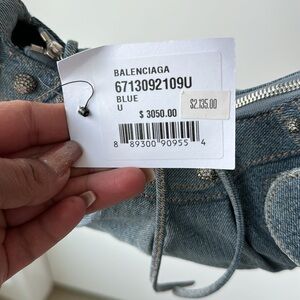 BALENCIAGA
6713092109U
BLUE
U
$ 3050.00
$2,135.00
8 89300 90955 4